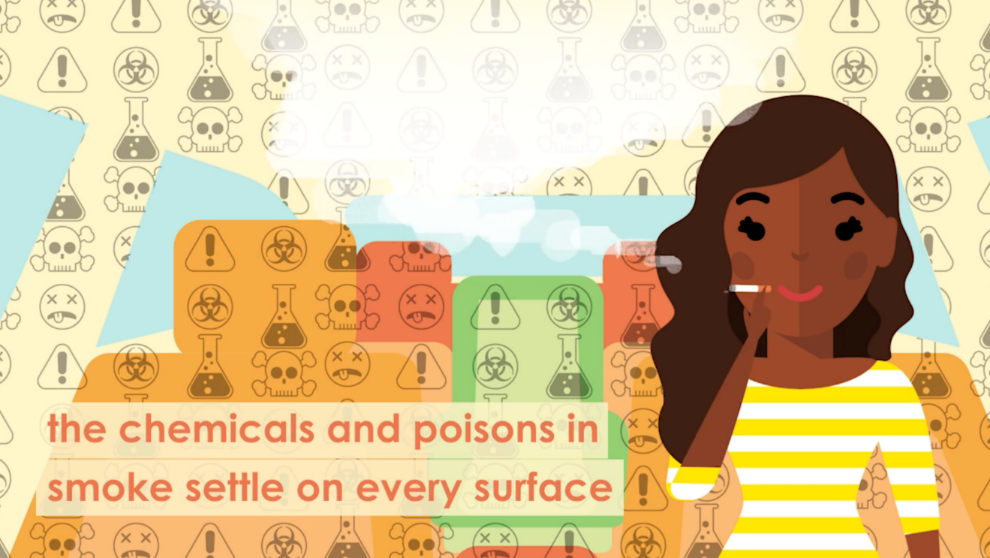 the chemicals and poisons in
smoke settle on every surface